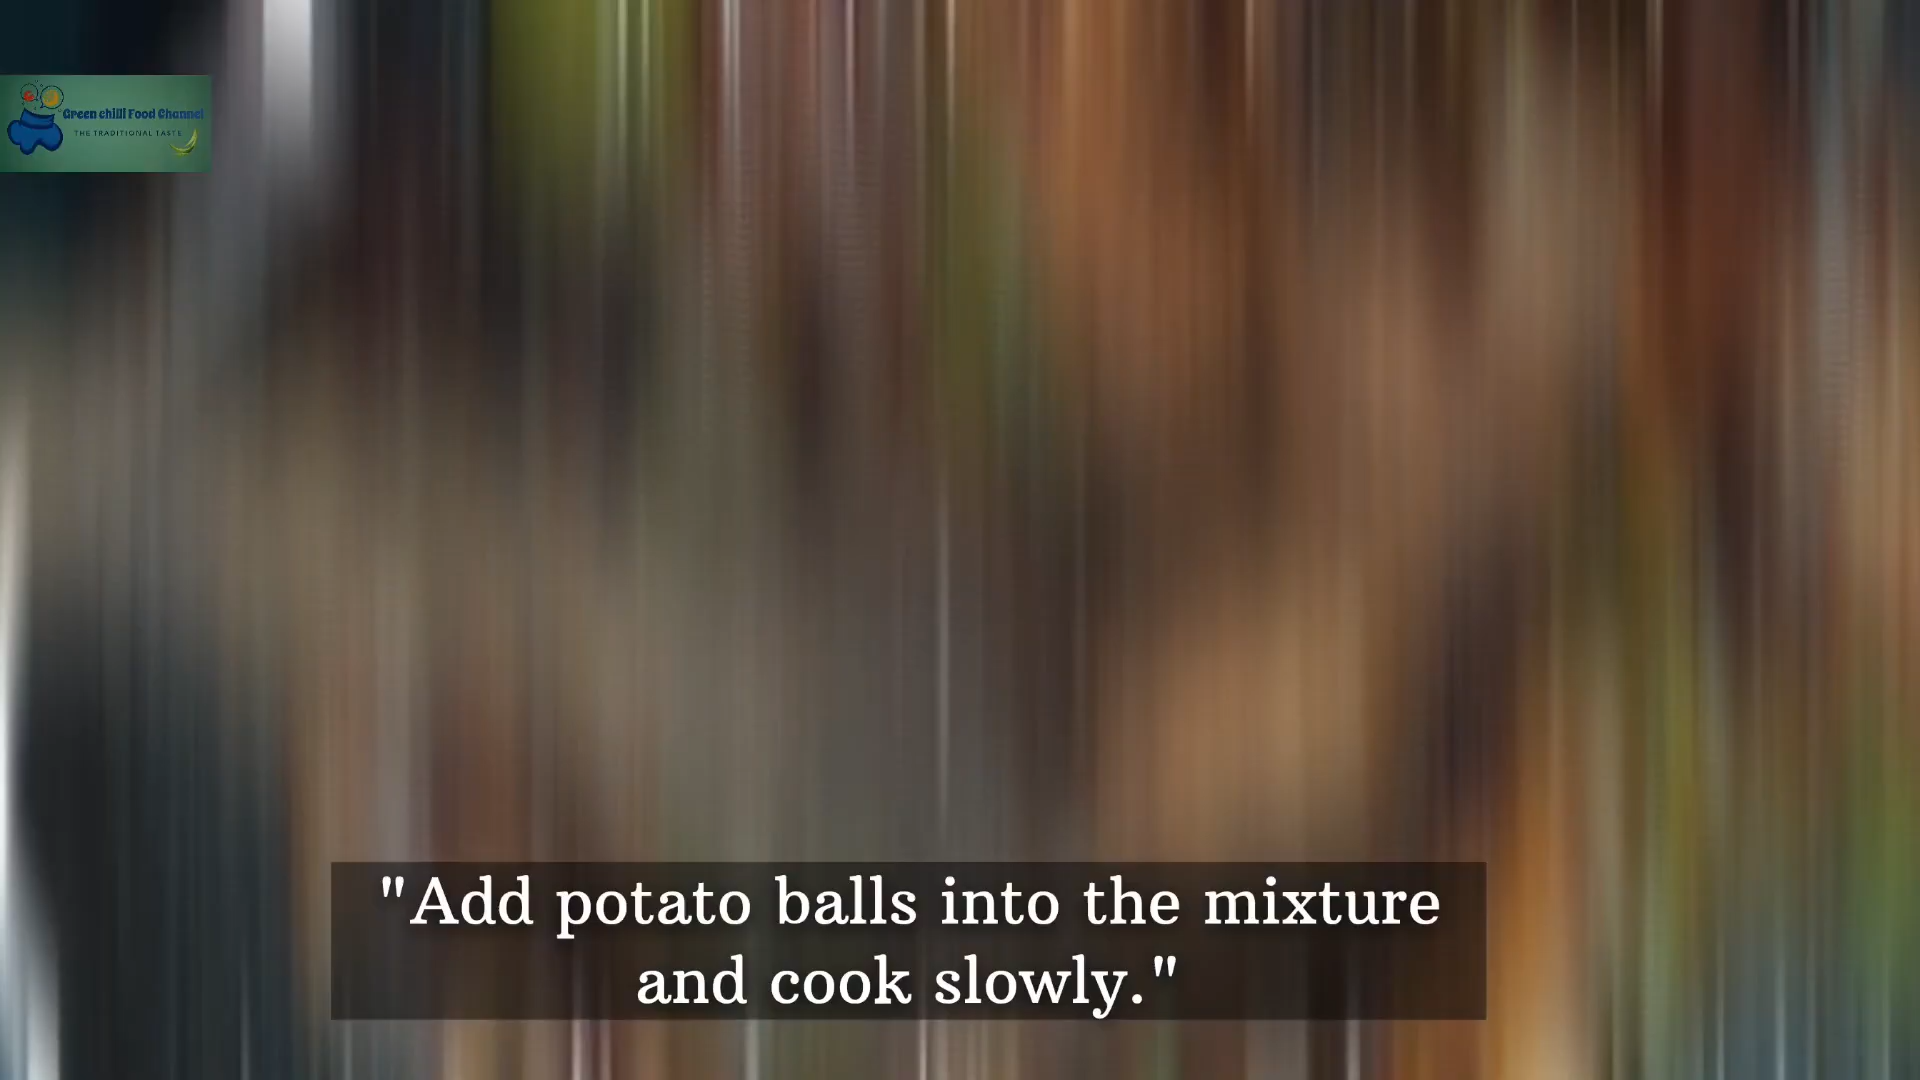 Green chilli Food Channel
THE TRADITIONAL TASTE
"Add potato balls into the mixture
and cook slowly."